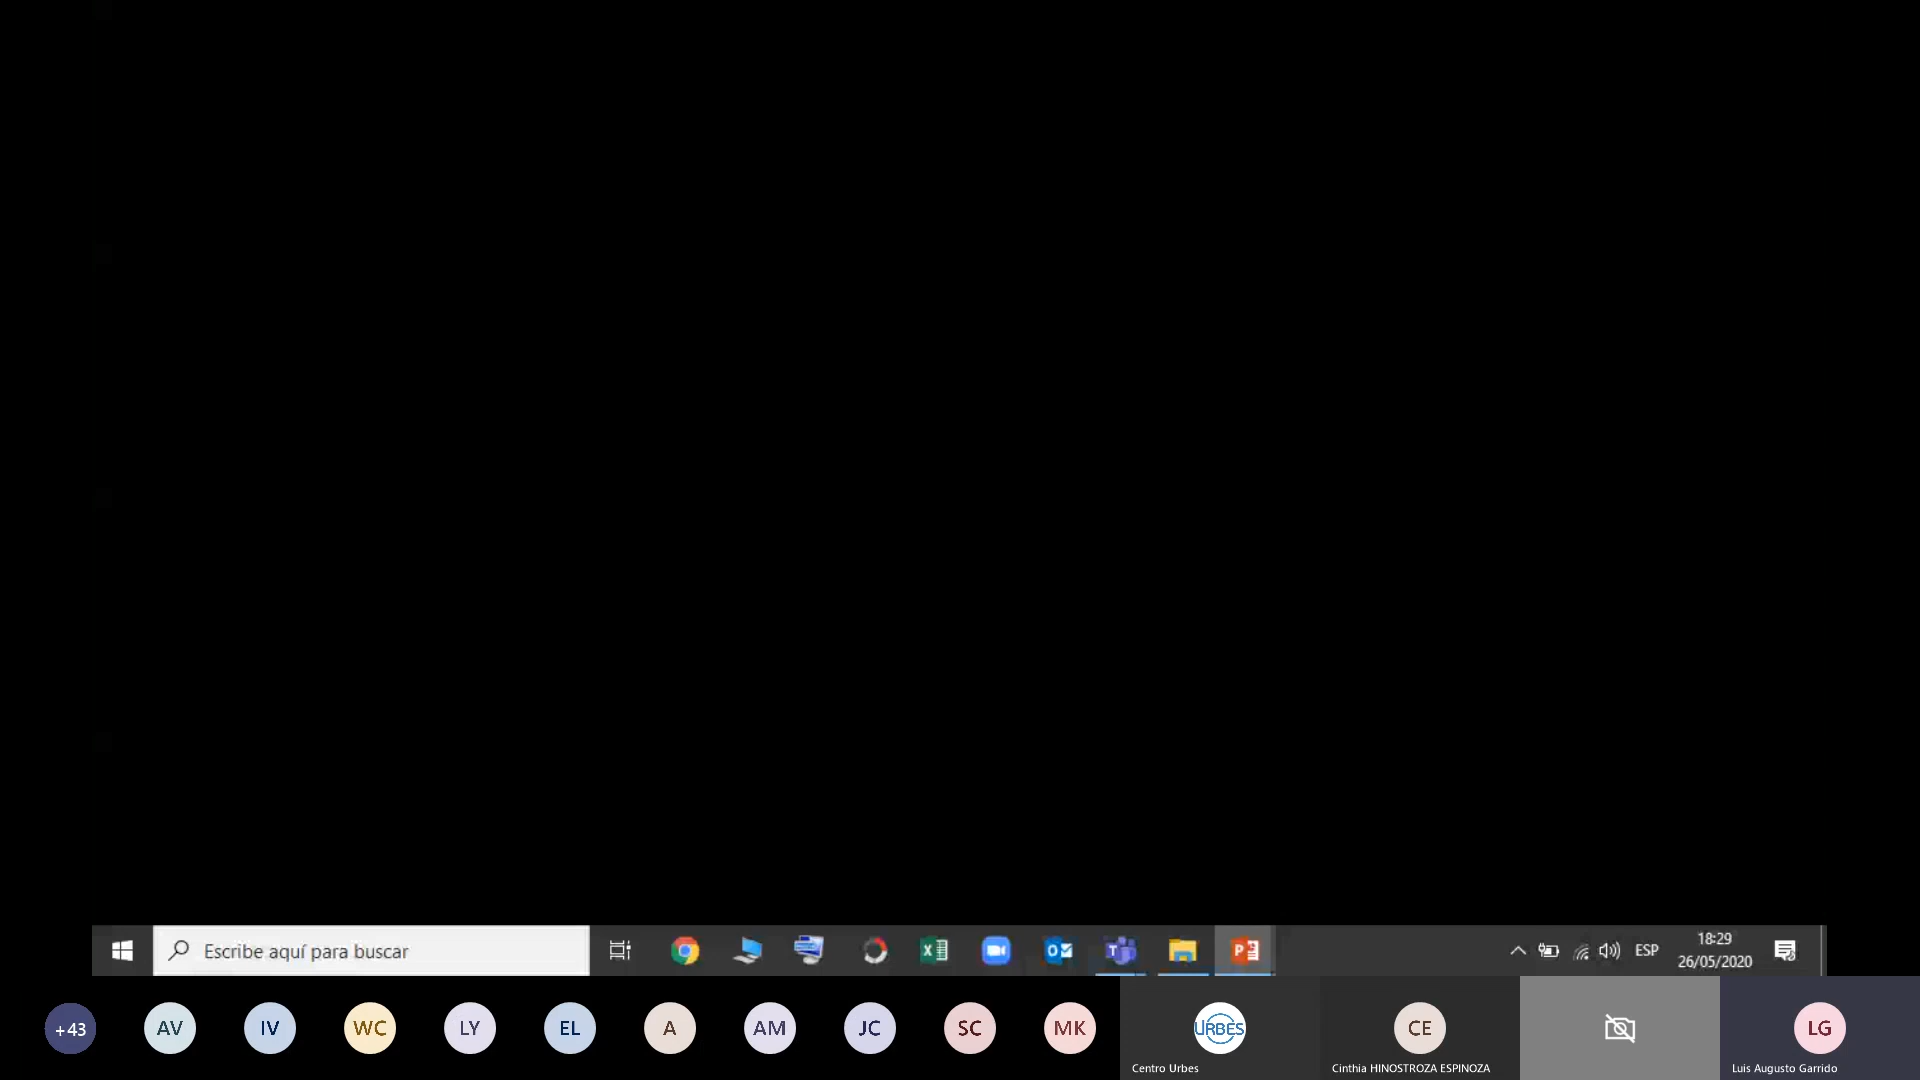 Escribe aquí para buscar
ESP
18:29
26/05/2020
+43
AV
IV
WC
LY
EL
A
AM
JC
SC
MK
URBES
Centro Urbes
CE
Cinthia HINOSTROZA ESPINOZA
LG
Luis Augusto Garrido